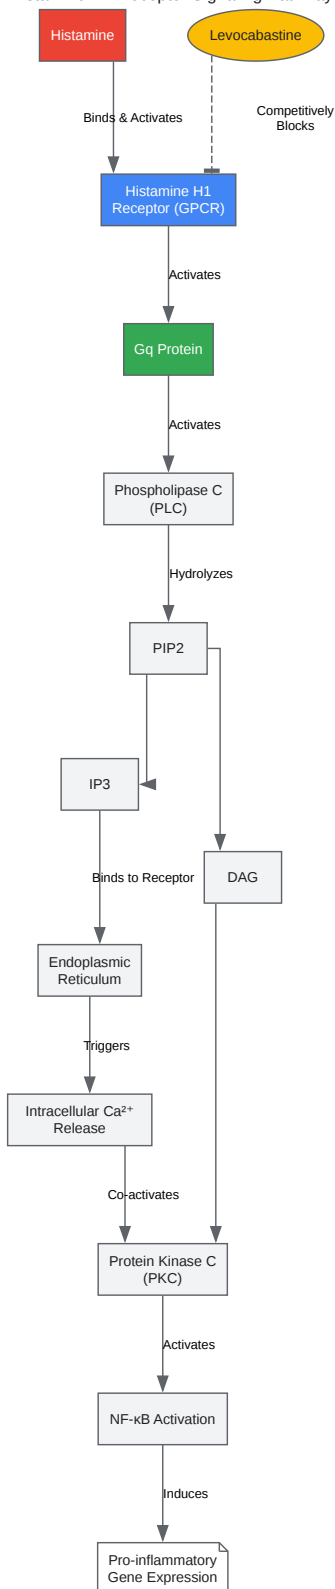 Histamine
Levocabastine
Binds & Activates
Competitively
Blocks
Histamine H1
Receptor (GPCR)
Activates
Gq Protein
Activates
Phospholipase C
(PLC)
Hydrolyzes
PIP2
IP3
Binds to Receptor
DAG
Endoplasmic
Reticulum
Triggers
Intracellular Ca²⁺
Release
Co-activates
Protein Kinase C
(PKC)
Activates
NF-κB Activation
Induces
Pro-inflammatory
Gene Expression